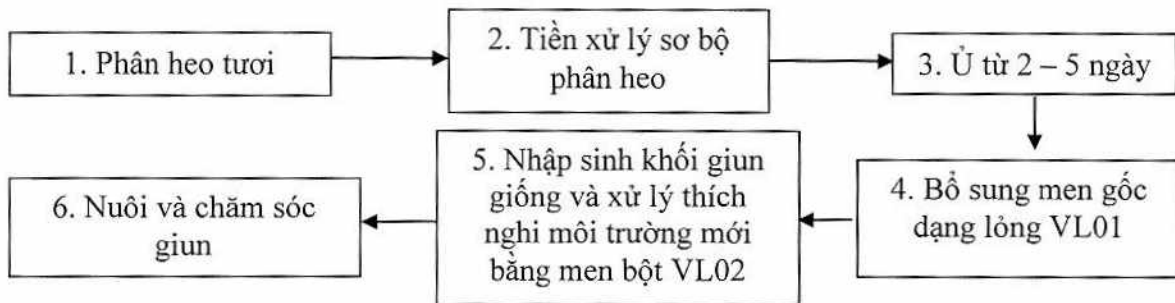 1. Phân heo tươi
2. Tiền xử lý sơ bộ
phân heo
3. Ủ từ 2 – 5 ngày
4. Bổ sung men gốc
dạng lỏng VL01
5. Nhập sinh khối giun
giống và xử lý thích
nghi môi trường mới
bằng men bột VL02
6. Nuôi và chăm sóc
giun